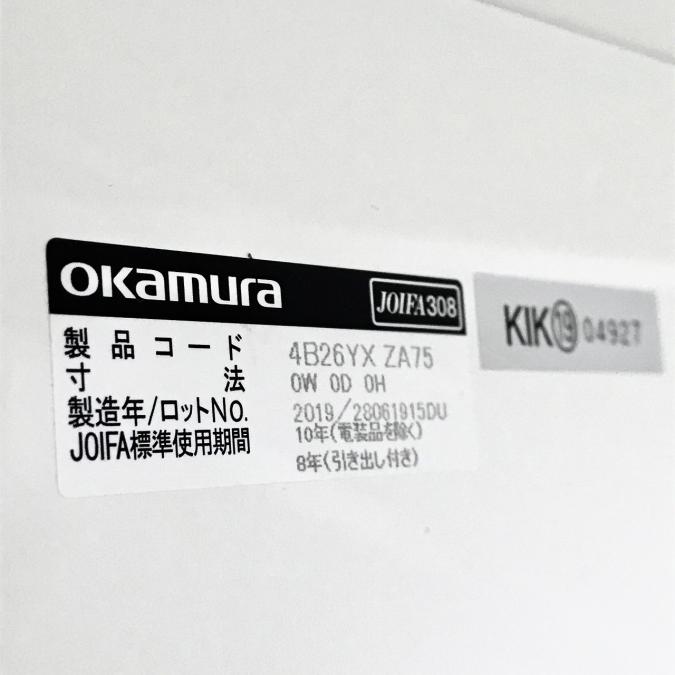 okamura
JOIFA308
製品コード 4B26YX ZA75
寸法 0W 0D 0H
製造年/ロットNo. 2019/28061915DU
JOIFA標準使用期間 10年(電装品を除く)
8年(引き出し付き)
KIK⑲ 04927